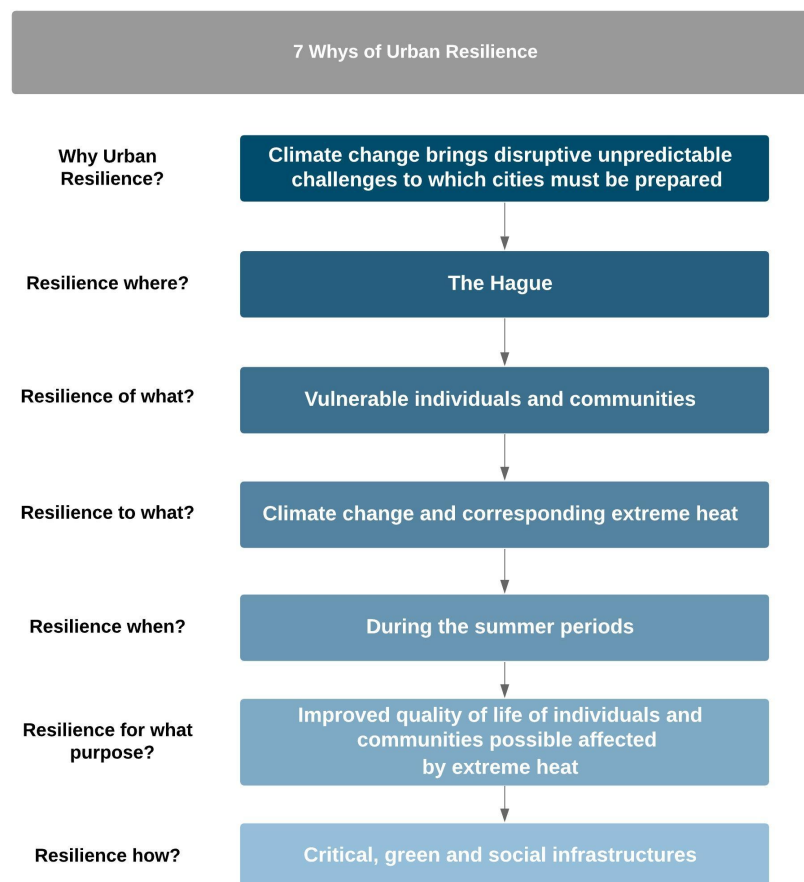 7 Whys of Urban Resilience
Why Urban
Resilience?
Climate change brings disruptive unpredictable
challenges to which cities must be prepared
Resilience where?
The Hague
Resilience of what?
Vulnerable individuals and communities
Resilience to what?
Climate change and corresponding extreme heat
Resilience when?
During the summer periods
Resilience for what
purpose?
Improved quality of life of individuals and
communities possible affected
by extreme heat
Resilience how?
Critical, green and social infrastructures